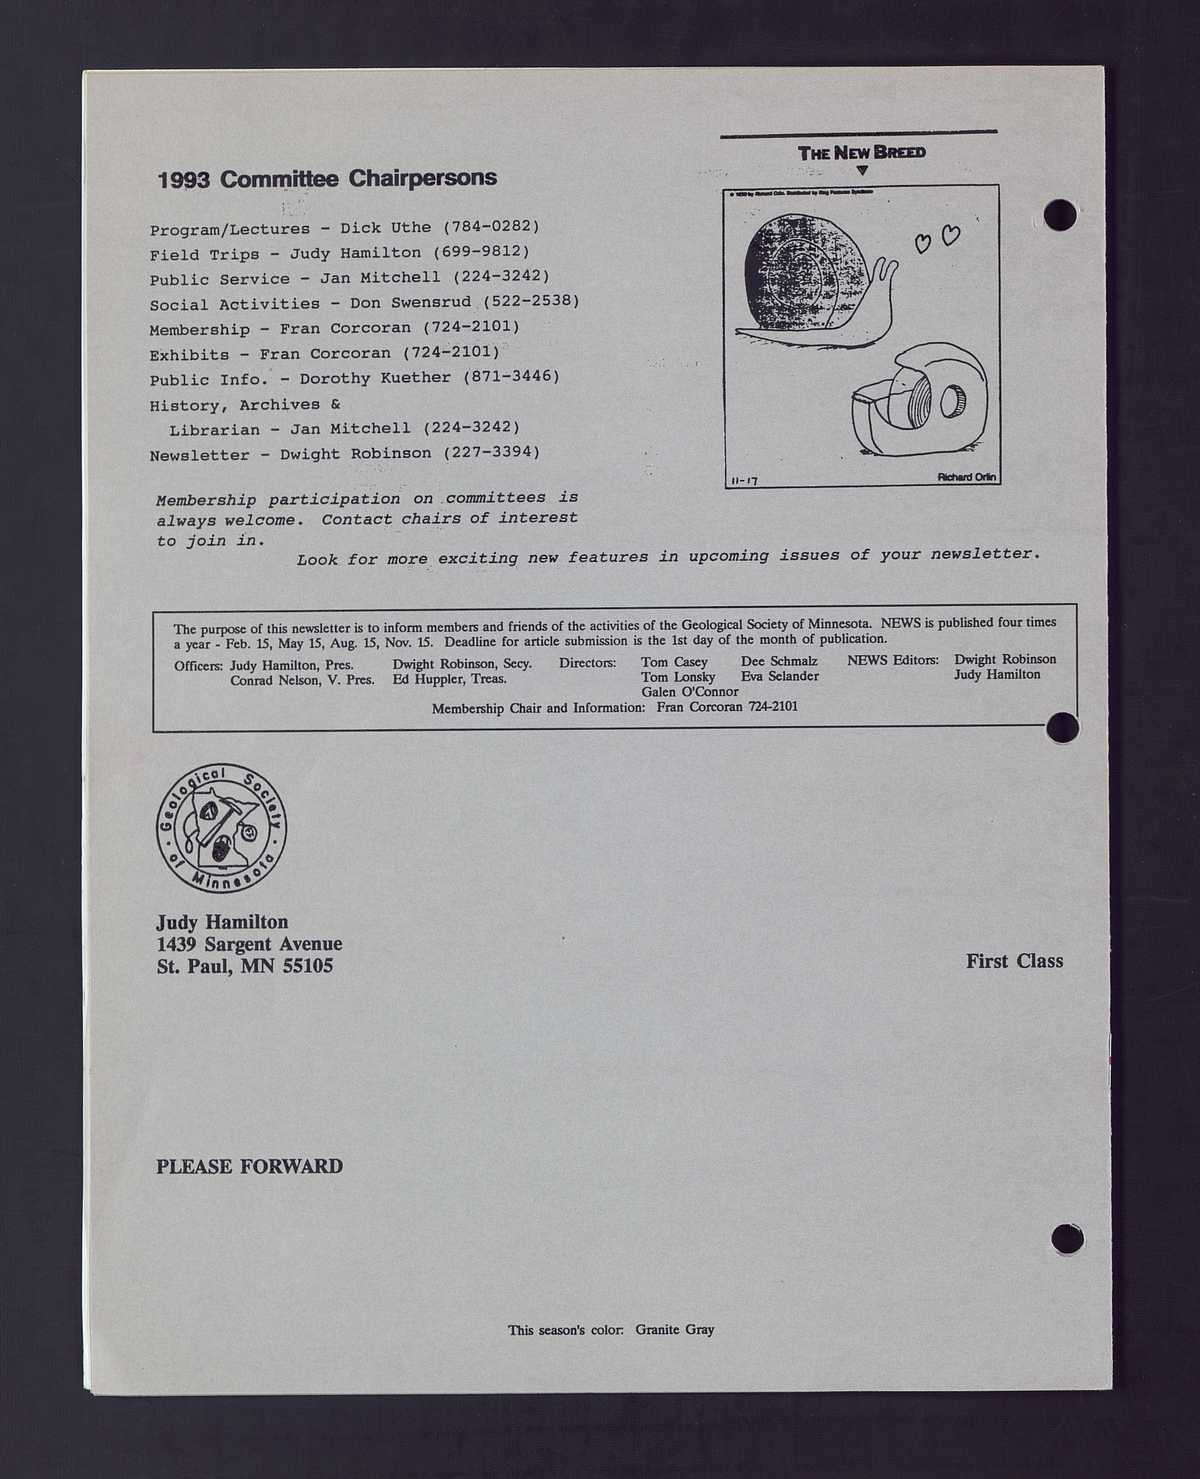 1993 Committee Chairpersons
Program/Lectures - Dick Uthe (784-0282)
Field Trips - Judy Hamilton (699-9812)
Public Service - Jan Mitchell (224-3242)
Social Activities - Don Swensrud (522-2538)
Membership - Fran Corcoran (724-2101)
Exhibits - Fran Corcoran (724-2101)
Public Info. - Dorothy Kuether (871-3446)
History, Archives &
Librarian - Jan Mitchell (224-3242)
Newsletter - Dwight Robinson (227-3394)
Membership participation on committees is
always welcome. Contact chairs of interest
to join in.
THE NEW BREED
by Richard Orlin. Distributed by King Features Syndicate
11-17
Richard Orlin
Look for more exciting new features in upcoming issues of your newsletter.
The purpose of this newsletter is to inform members and friends of the activities of the Geological Society of Minnesota. NEWS is published four times
a year - Feb. 15, May 15, Aug. 15, Nov. 15. Deadline for article submission is the 1st day of the month of publication.
Officers: Judy Hamilton, Pres. Dwight Robinson, Secy. Directors: Tom Casey Dee Schmalz NEWS Editors: Dwight Robinson
Conrad Nelson, V. Pres. Ed Huppler, Treas. Tom Lonsky Eva Selander Judy Hamilton
Galen O'Connor
Membership Chair and Information: Fran Corcoran 724-2101
Geological Society
of Minnesota
Judy Hamilton
1439 Sargent Avenue
St. Paul, MN 55105
First Class
PLEASE FORWARD
This season's color: Granite Gray